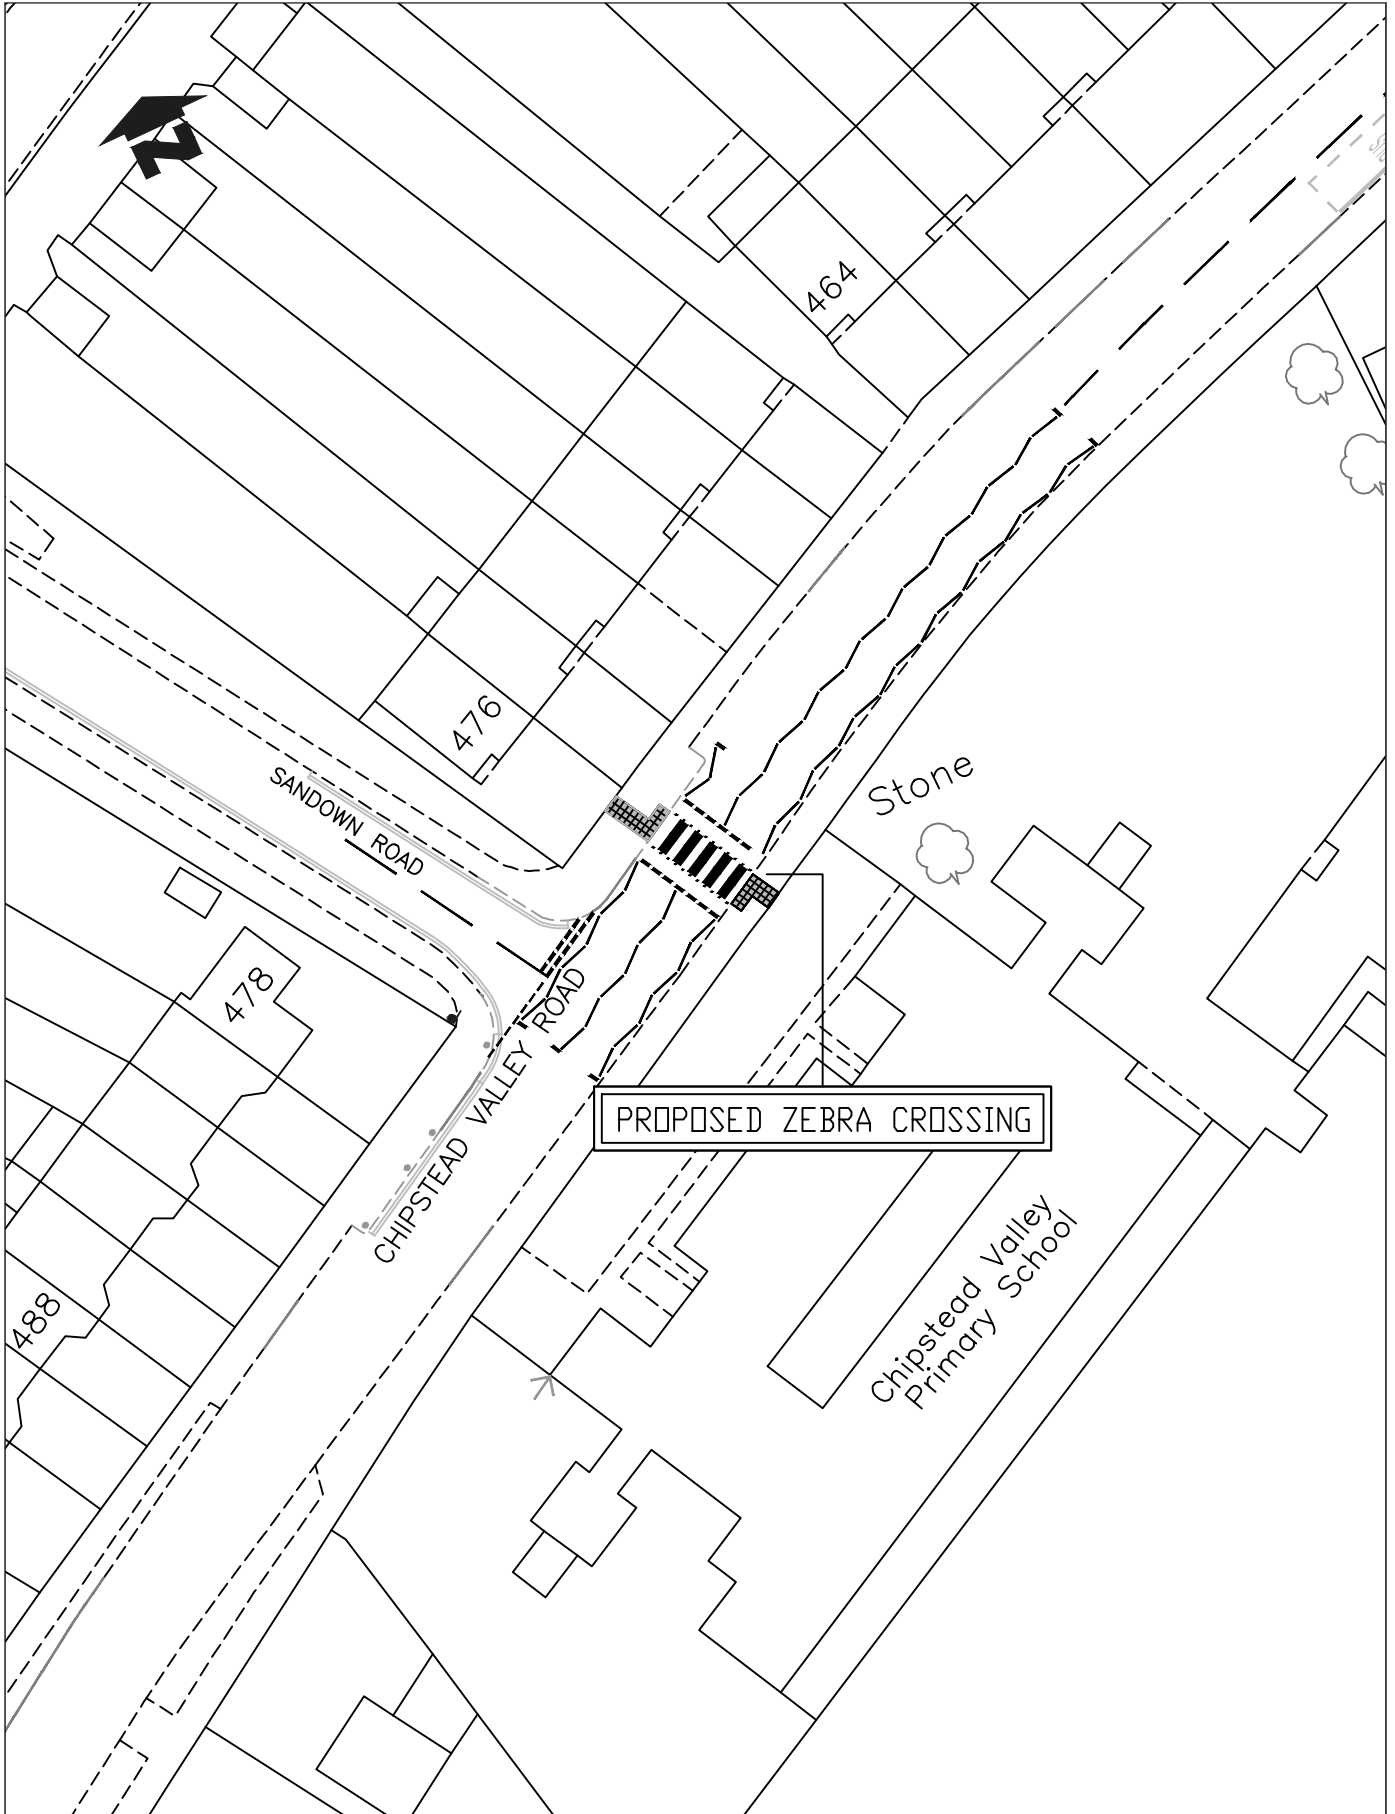 N
464
476
Stone
SANDOWN ROAD
478
CHIPSTEAD VALLEY ROAD
PROPOSED ZEBRA CROSSING
Chipstead Valley
Primary School
488